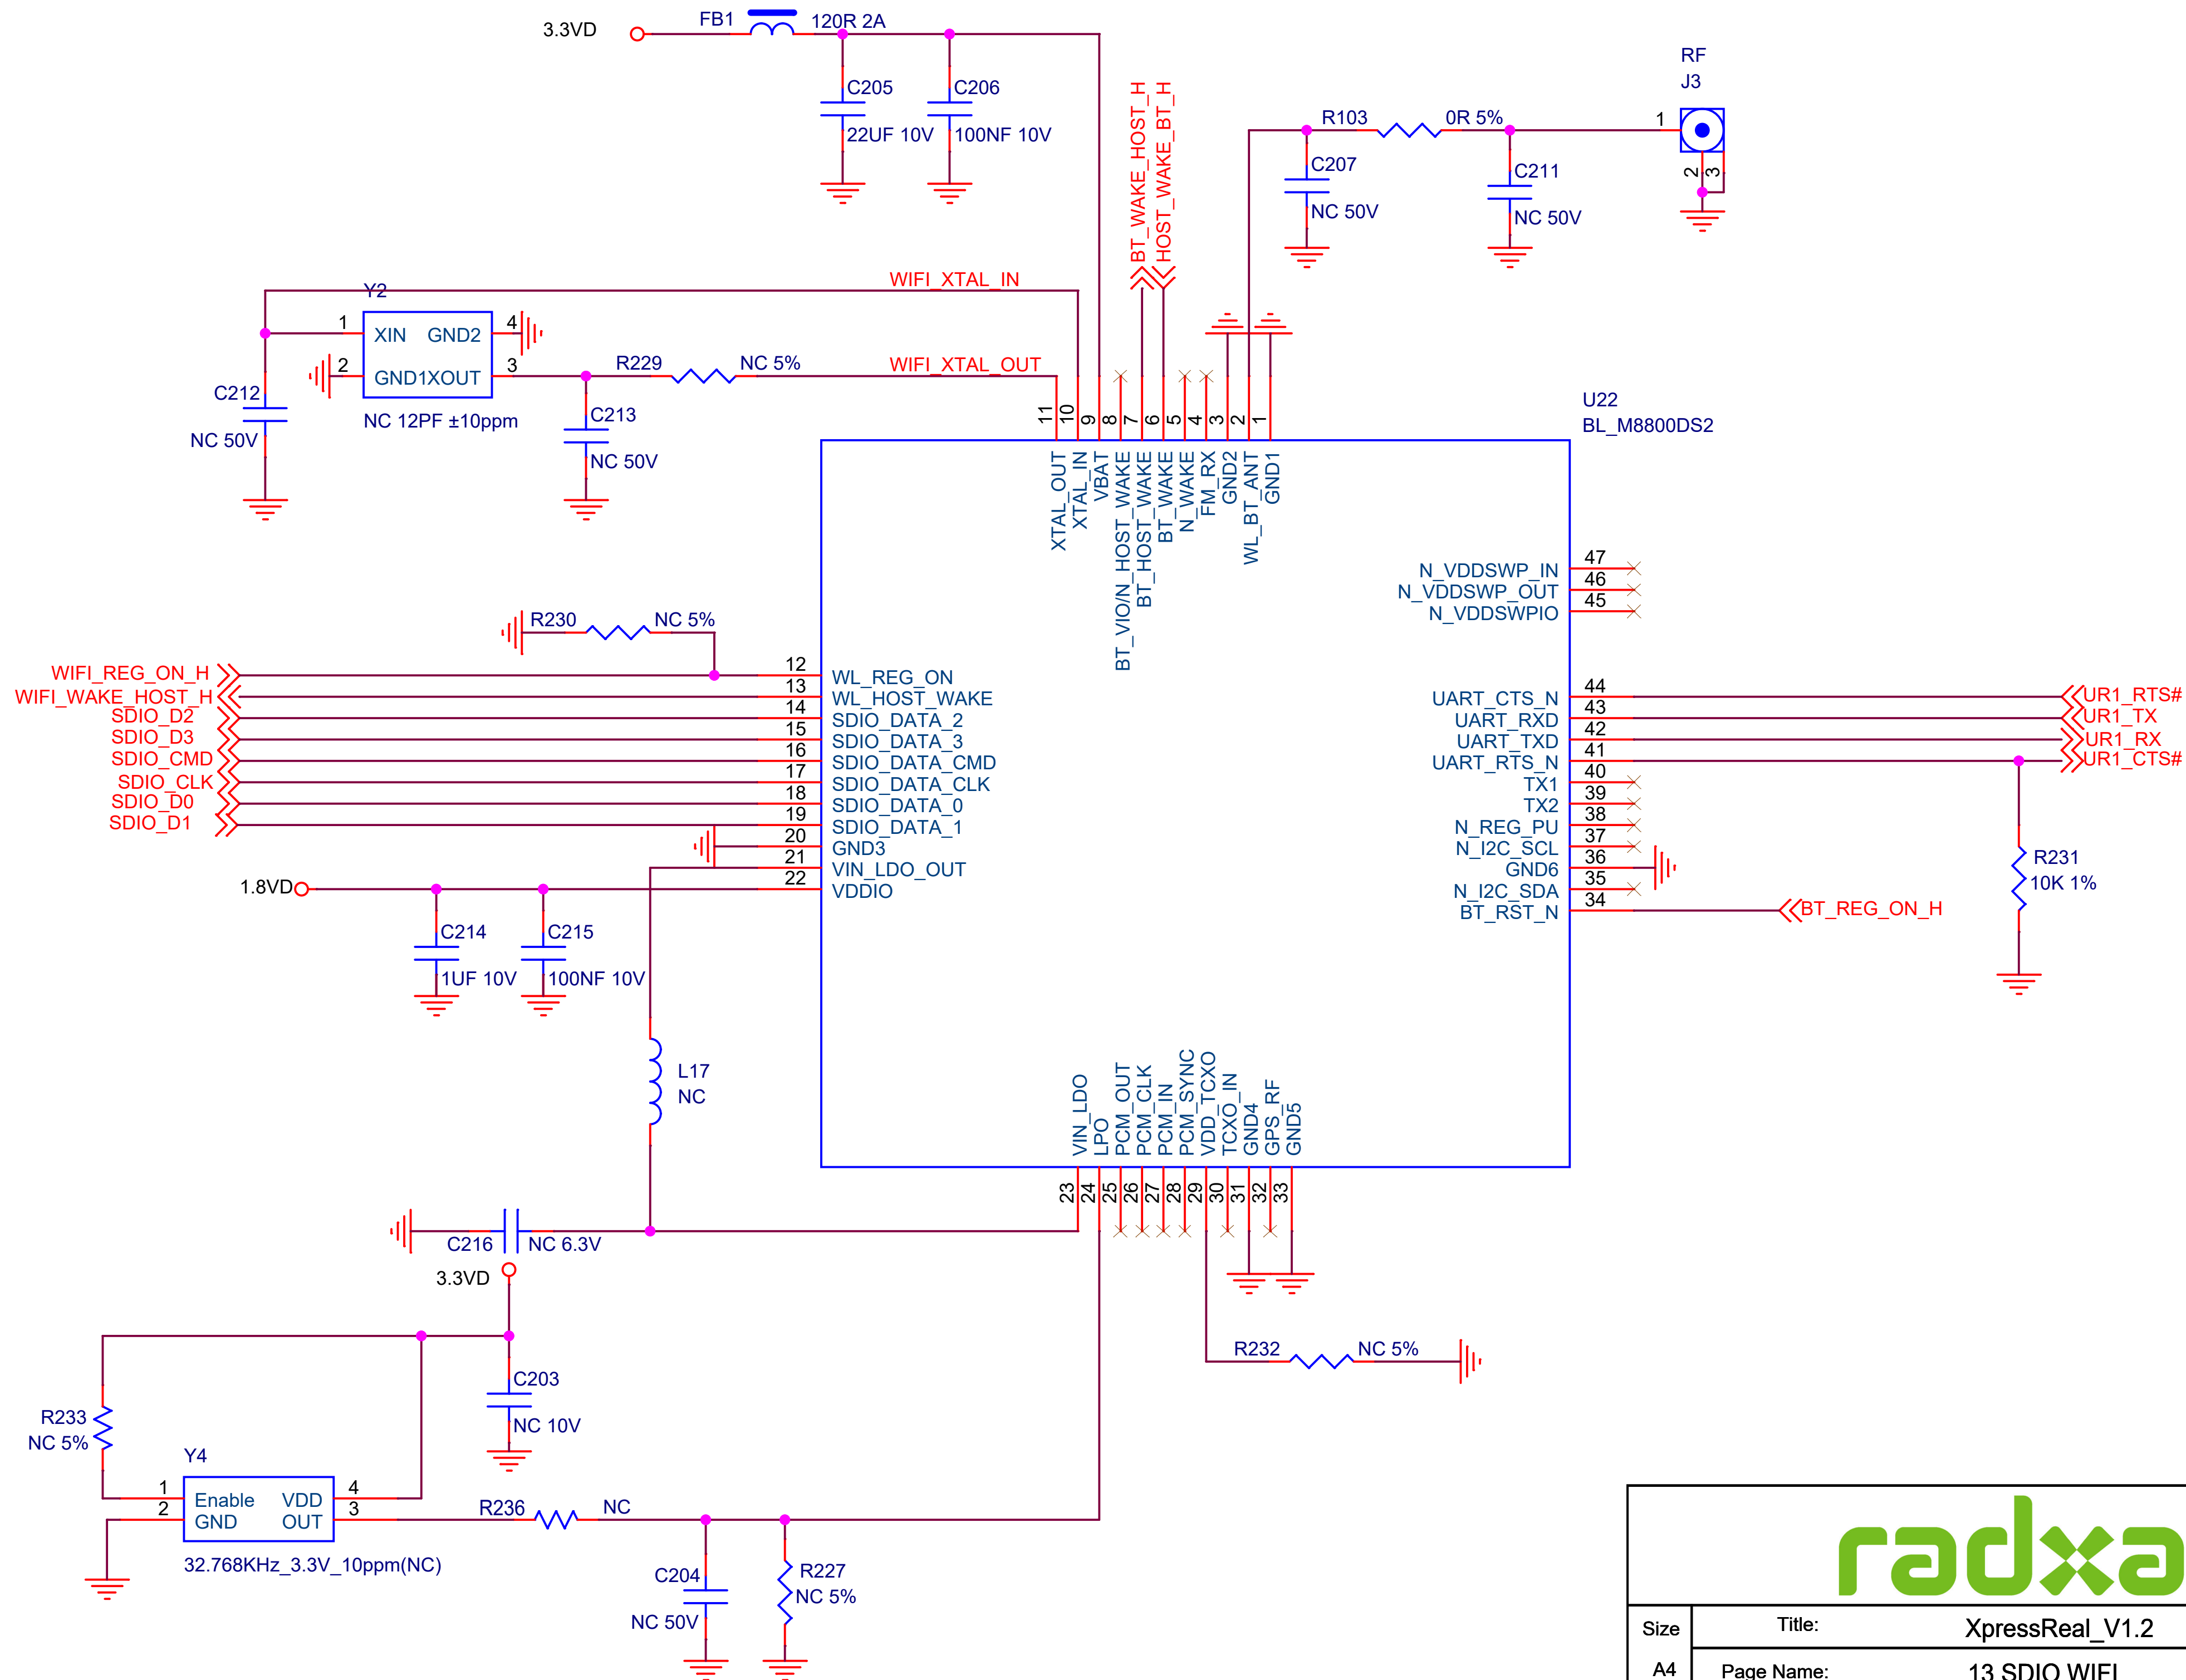 3.3VD
FB1
120R 2A
C205
22UF 10V
C206
100NF 10V
BT_WAKE_HOST_H
HOST_WAKE_BT_H
RF
J3
R103
0R 5%
1
2
3
C207
NC 50V
C211
NC 50V
WIFI_XTAL_IN
Y2
1
XIN
GND2
4
2
GND1XOUT
3
NC 12PF ±10ppm
R229
NC 5%
WIFI_XTAL_OUT
C212
NC 50V
C213
NC 50V
U22
BL_M8800DS2
11
10
9
8
7
6
5
4
3
2
1
XTAL_OUT
XTAL_IN
VBAT
BT_VIO/N_HOST_WAKE
BT_HOST_WAKE
BT_WAKE
N_WAKE
FM_RX
GND2
WL_BT_ANT
GND1
47
N_VDDSWP_IN
46
N_VDDSWP_OUT
45
N_VDDSWPIO
R230
NC 5%
WIFI_REG_ON_H
12
WL_REG_ON
WIFI_WAKE_HOST_H
13
WL_HOST_WAKE
SDIO_D2
14
SDIO_DATA_2
SDIO_D3
15
SDIO_DATA_3
SDIO_CMD
16
SDIO_DATA_CMD
SDIO_CLK
17
SDIO_DATA_CLK
SDIO_D0
18
SDIO_DATA_0
SDIO_D1
19
SDIO_DATA_1
20
GND3
21
VIN_LDO_OUT
1.8VD
22
VDDIO
UART_CTS_N
44
UR1_RTS#
UART_RXD
43
UR1_TX
UART_TXD
42
UR1_RX
UART_RTS_N
41
UR1_CTS#
TX1
40
TX2
39
N_REG_PU
38
N_I2C_SCL
37
GND6
36
N_I2C_SDA
35
BT_RST_N
34
BT_REG_ON_H
R231
10K 1%
C214
1UF 10V
C215
100NF 10V
L17
NC
VIN_LDO
LPO
PCM_OUT
PCM_CLK
PCM_IN
PCM_SYNC
VDD_TCXO
TCXO_IN
GND4
GPS_RF
GND5
23
24
25
26
27
28
29
30
31
32
33
C216
NC 6.3V
3.3VD
C203
NC 10V
R232
NC 5%
R233
NC 5%
Y4
1
Enable
VDD
4
2
GND
OUT
3
32.768KHz_3.3V_10ppm(NC)
R236
NC
C204
NC 50V
R227
NC 5%
radxa
Size
Title:
XpressReal_V1.2
A4
Page Name:
13 SDIO WIFI